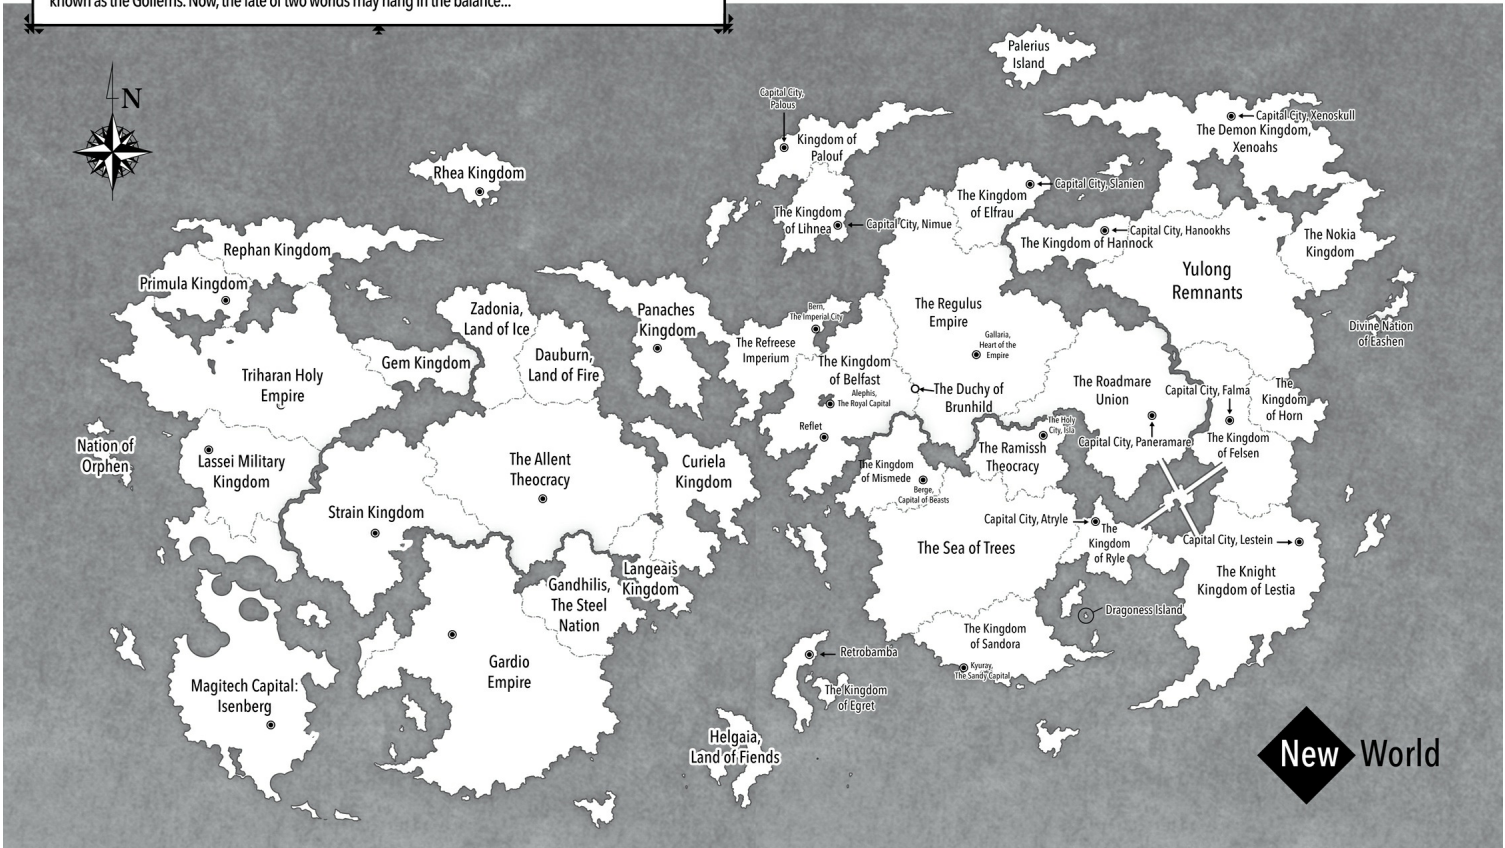 known as the Gollems. Now, the fate of two worlds may hang in the balance...
N
Palerius
Island
Capital City,
Palous
Kingdom of
Palouf
Capital City, Xenoskull
The Demon Kingdom,
Xenoahs
Rhea Kingdom
The Kingdom
of Elfrau
Capital City, Slanien
The Kingdom
of Lihnea
Capital City, Nimue
Capital City, Hanookhs
The Kingdom of Hannock
The Nokia
Kingdom
Rephan Kingdom
Primula Kingdom
Yulong
Remnants
Zadonia,
Land of Ice
Panaches
Kingdom
Bern,
The Imperial City
The Regulus
Empire
Divine Nation
of Eashen
The Refreese
Imperium
Gallaria,
Heart of the
Empire
Gem Kingdom
Dauburn,
Land of Fire
The Kingdom
of Belfast
Alephis,
The Royal Capital
Triharan Holy
Empire
The Duchy of
Brunhild
The Roadmare
Union
Capital City, Falma
The
Kingdom
of Horn
Reflet
The Holy
City, Isla
Capital City, Paneramare
The Kingdom
of Felsen
Nation of
Orphen
Lassei Military
Kingdom
The Allent
Theocracy
Curiela
Kingdom
The Kingdom
of Mismede
Berge,
Capital of Beasts
The Ramissh
Theocracy
Strain Kingdom
Capital City, Atryle
The
Kingdom
of Ryle
The Sea of Trees
Capital City, Lestein
Langeais
Kingdom
Gandhilis,
The Steel
Nation
The Knight
Kingdom of Lestia
Dragoness Island
The Kingdom
of Sandora
Kyuray,
The Sandy Capital
Gardio
Empire
Retrobamba
The Kingdom
of Egret
Magitech Capital:
Isenberg
Helgaia,
Land of Fiends
New World